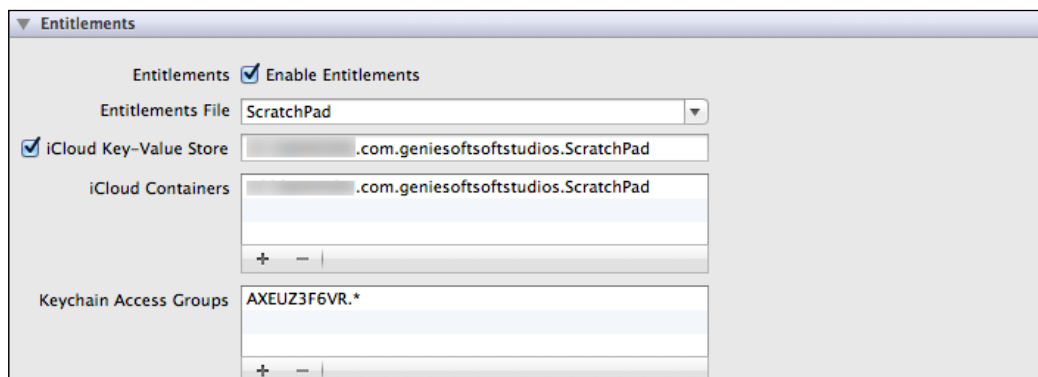 Entitlements
Entitlements Enable Entitlements
Entitlements File ScratchPad
iCloud Key-Value Store .com.geniesoftsoftstudios.ScratchPad
iCloud Containers .com.geniesoftsoftstudios.ScratchPad
Keychain Access Groups AXEUZ3F6VR.*